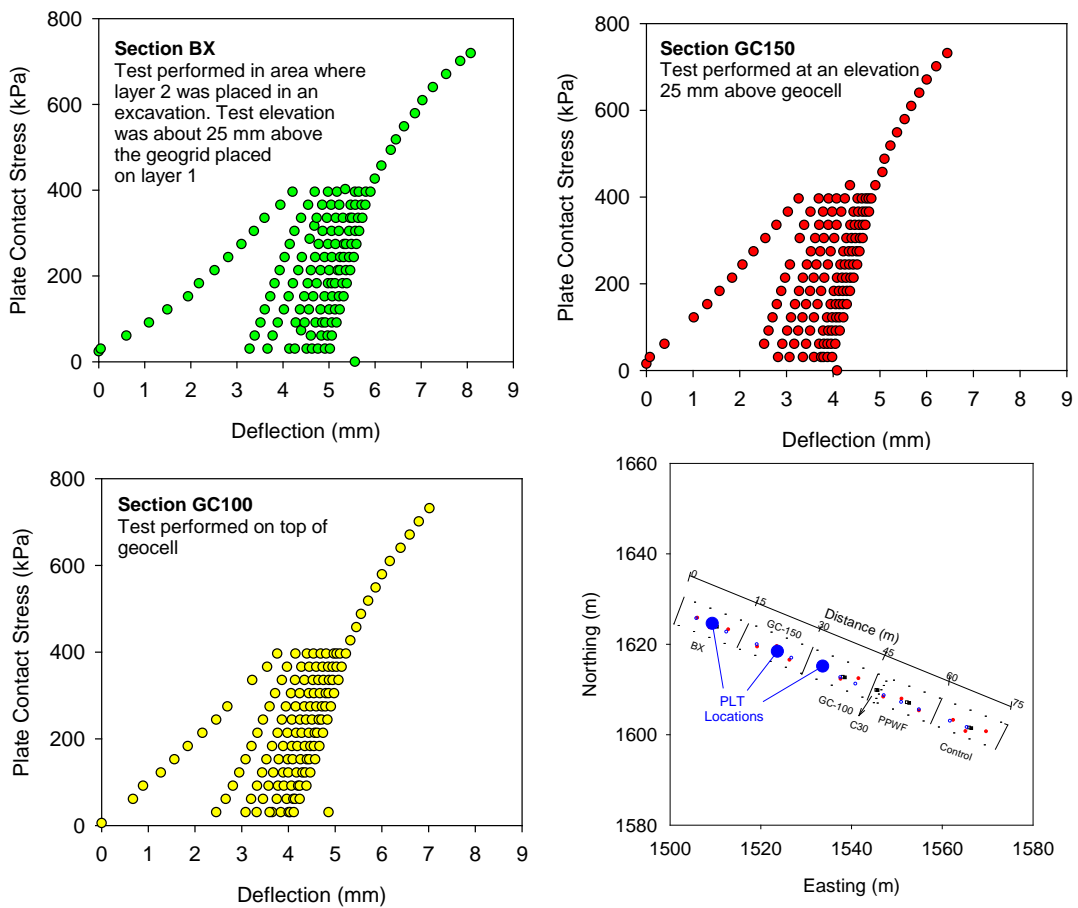 800
600
400
200
0
Plate Contact Stress (kPa)
Section BX
Test performed in area where
layer 2 was placed in an
excavation. Test elevation
was about 25 mm above
the geogrid placed
on layer 1
0 1 2 3 4 5 6 7 8 9
Deflection (mm)
800
600
400
200
0
Plate Contact Stress (kPa)
Section GC150
Test performed at an elevation
25 mm above geocell
0 1 2 3 4 5 6 7 8 9
Deflection (mm)
800
600
400
200
0
Plate Contact Stress (kPa)
Section GC100
Test performed on top of
geocell
0 1 2 3 4 5 6 7 8 9
Deflection (mm)
1660
1640
1620
1600
1580
Northing (m)
0
15
30
45
60
75
Distance (m)
BX
GC-150
GC-100
C30
PPWF
Control
PLT
Locations
1500 1520 1540 1560 1580
Easting (m)